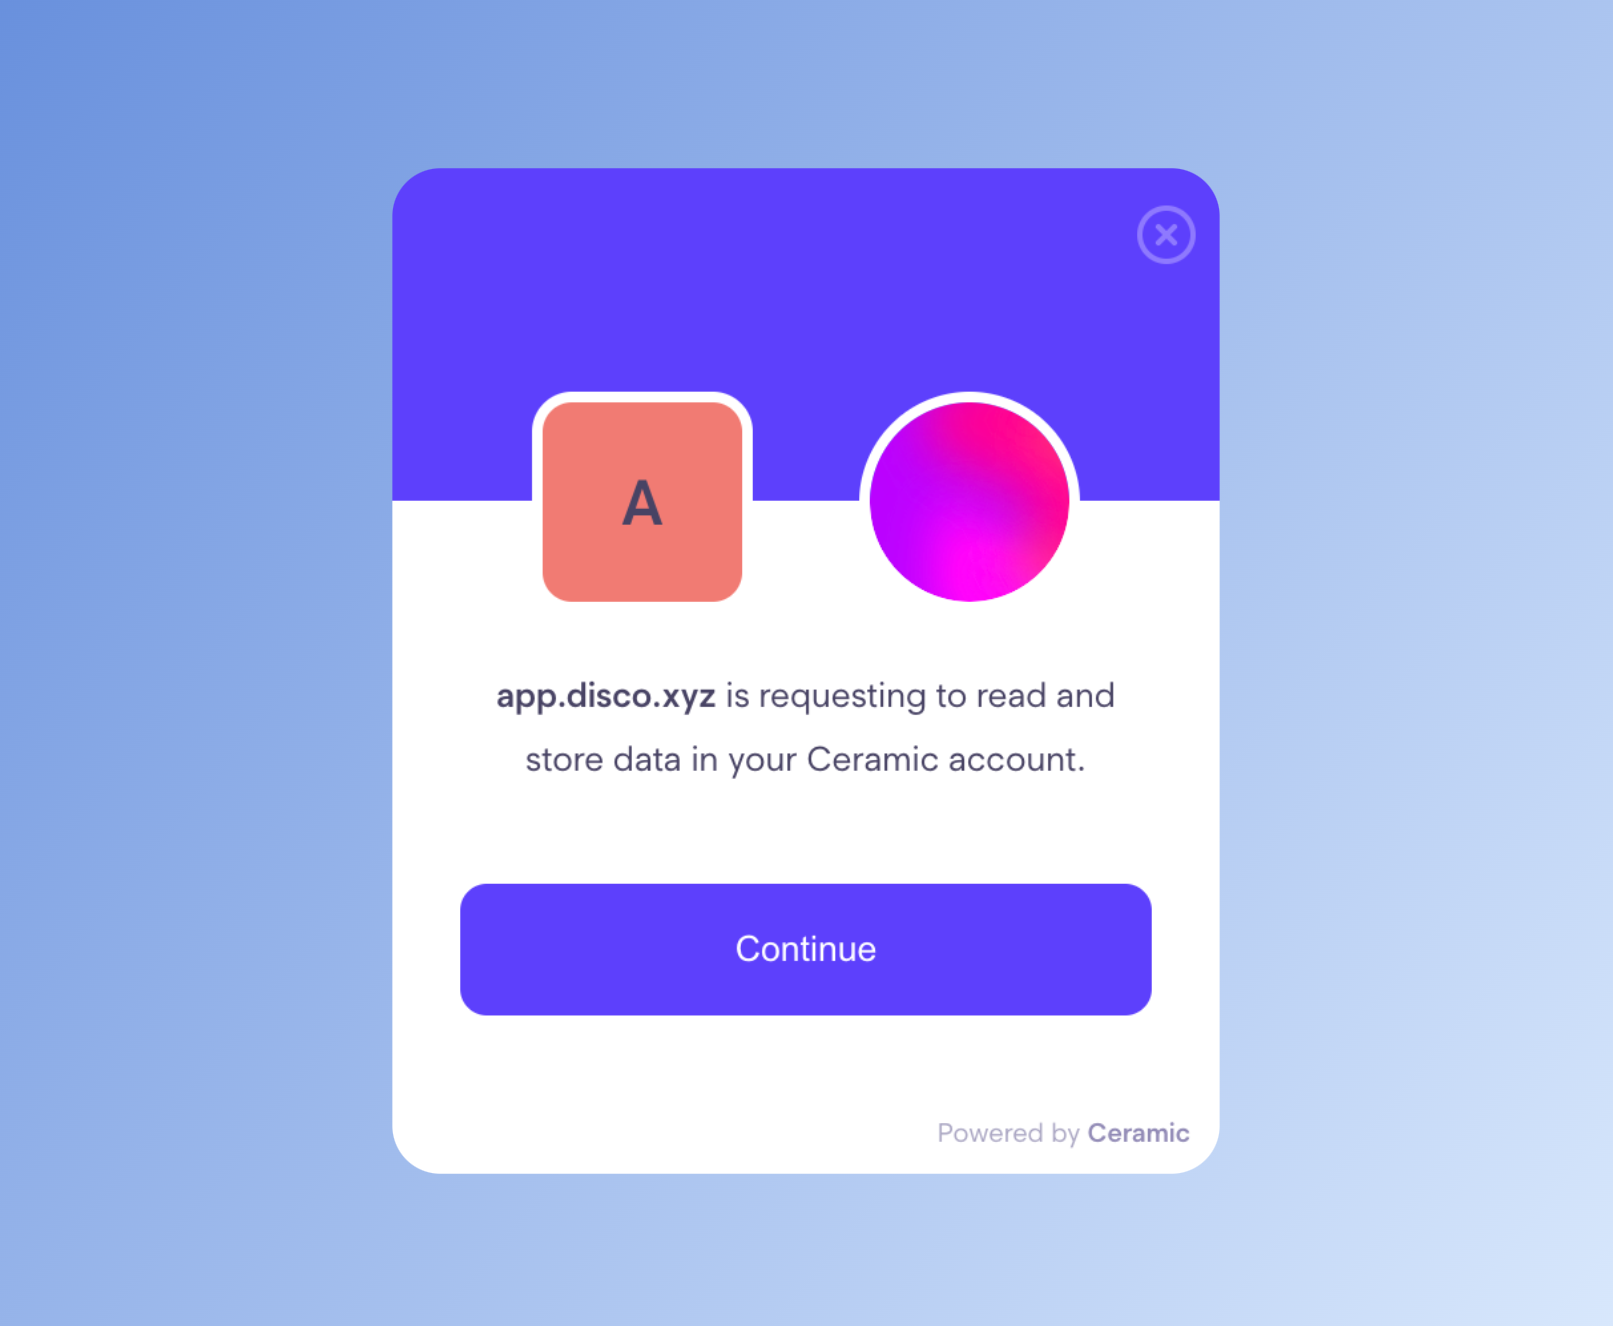 A
app.disco.xyz is requesting to read and
store data in your Ceramic account.
Continue
Powered by Ceramic